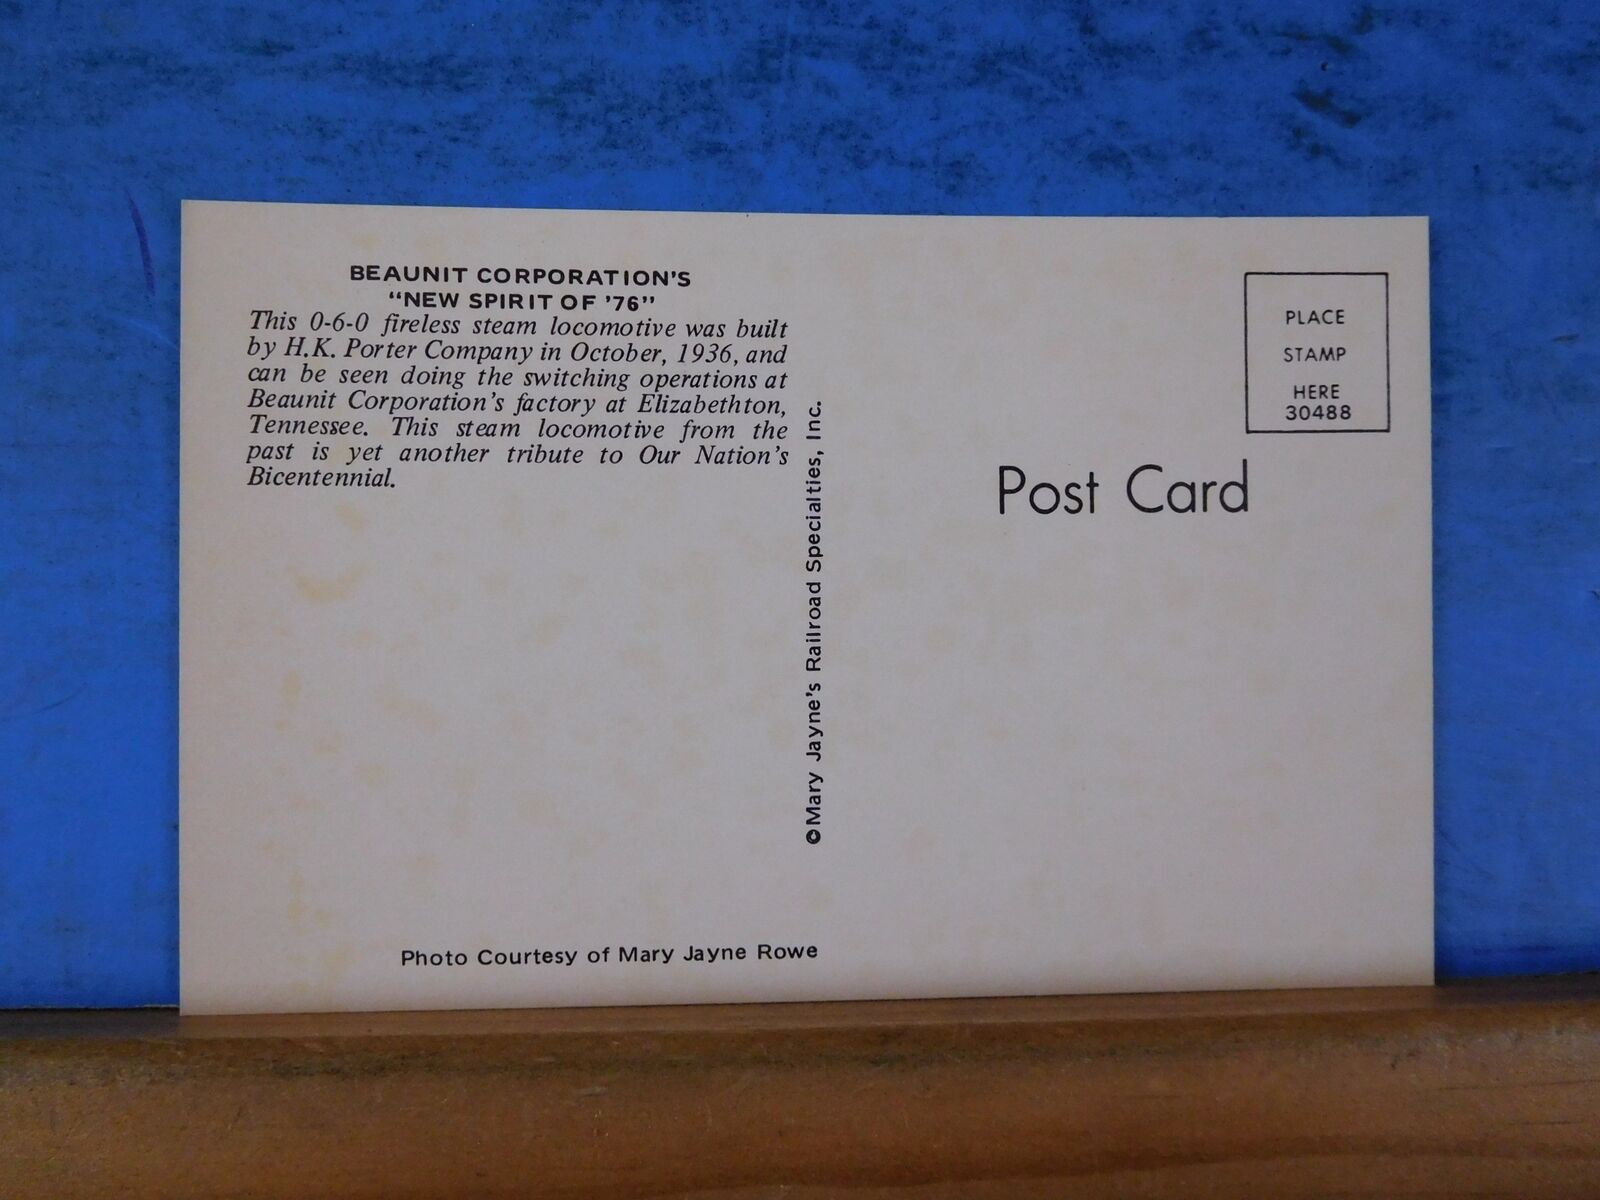 BEAUNIT CORPORATION'S
"NEW SPIRIT OF '76"
This 0-6-0 fireless steam locomotive was built
by H.K. Porter Company in October, 1936, and
can be seen doing the switching operations at
Beaunit Corporation's factory at Elizabethton,
Tennessee. This steam locomotive from the
past is yet another tribute to Our Nation's
Bicentennial.
Photo Courtesy of Mary Jayne Rowe
©Mary Jayne's Railroad Specialties, Inc.
PLACE
STAMP
HERE
30488
Post Card